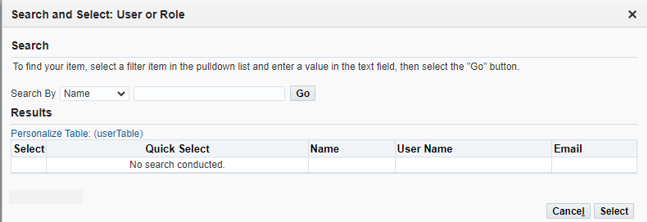 Search and Select: User or Role
Search
To find your item, select a filter item in the pulldown list and enter a value in the text field, then select the "Go" button.
Search By Name Go
Results
Personalize Table: (userTable)
Select Quick Select Name User Name Email
No search conducted.
Cancel Select